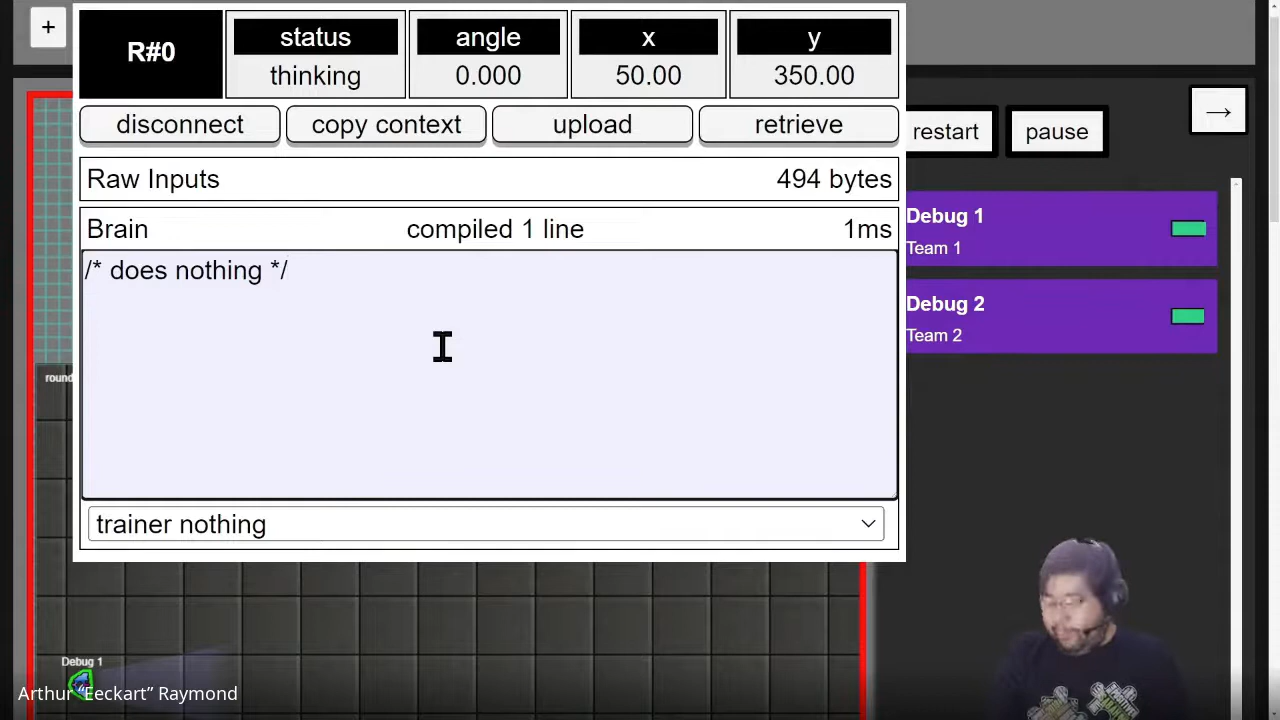 +
R#0
status
thinking
angle
0.000
x
50.00
y
350.00
→
disconnect
copy context
upload
retrieve
restart
pause
Raw Inputs
494 bytes
Brain
compiled 1 line
1ms
/* does nothing */
trainer nothing
Debug 1
Team 1
Debug 2
Team 2
round
Debug 1
Arthur “Eeckart” Raymond